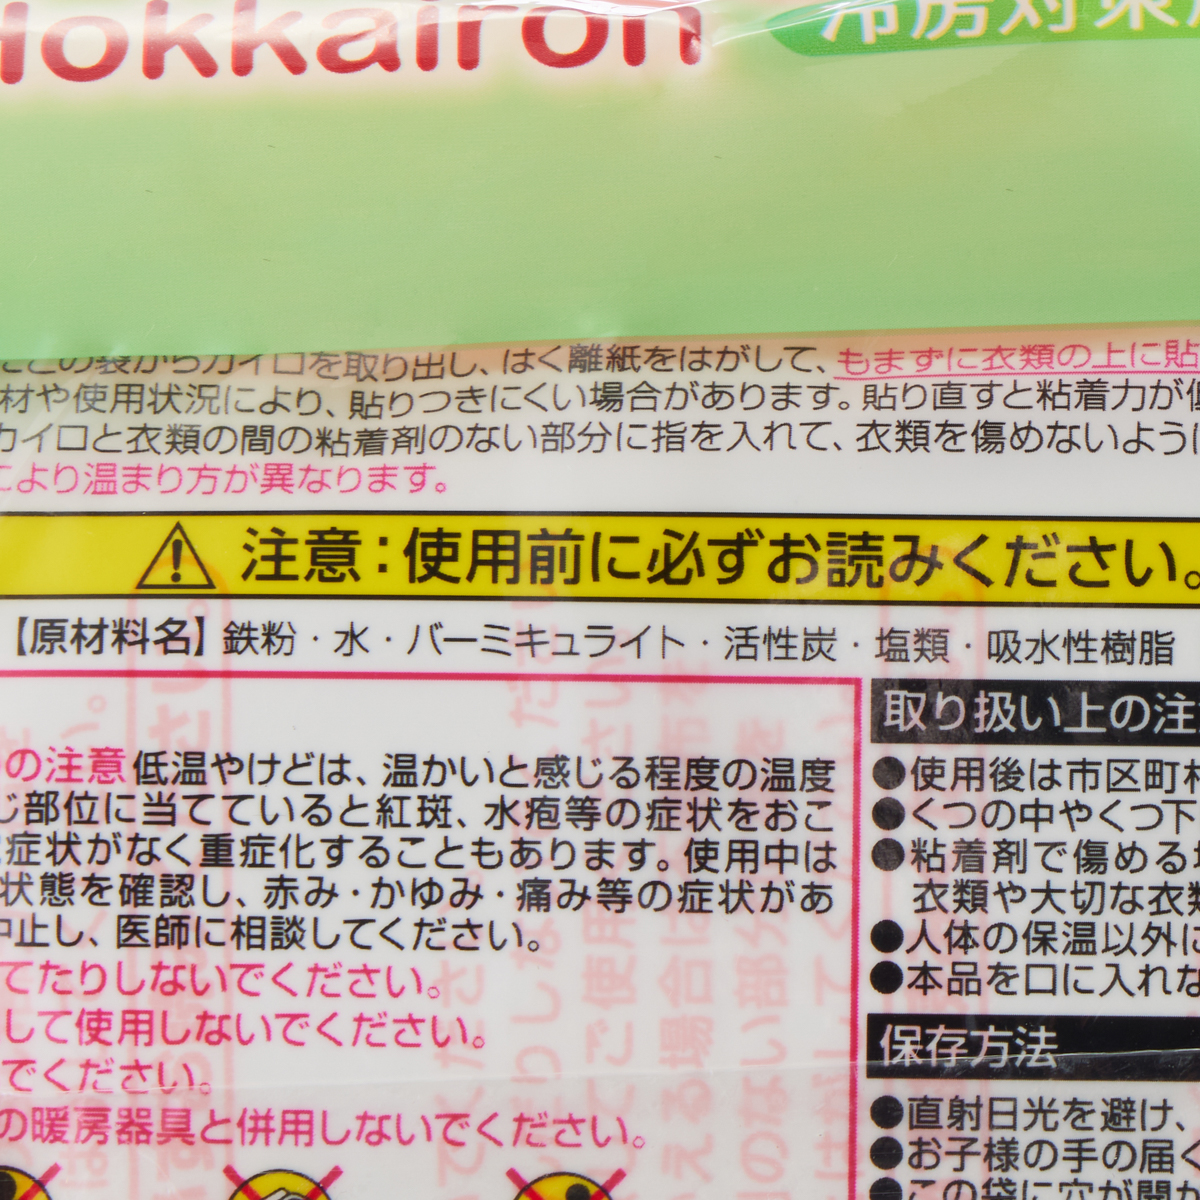 Hokkairon
冷房対策
この袋からカイロを取り出し、はく離紙をはがして、もまずに衣類の上に貼
材や使用状況により、貼りつきにくい場合があります。貼り直すと粘着力が低
カイロと衣類の間の粘着剤のない部分に指を入れて、衣類を傷めないように
により温まり方が異なります。
注意：使用前に必ずお読みください。
【原材料名】鉄粉・水・バーミキュライト・活性炭・塩類・吸水性樹脂
の注意 低温やけどは、温かいと感じる程度の温度
じ部位に当てていると紅斑、水疱等の症状をおこ
症状がなく重症化することもあります。使用中は
状態を確認し、赤み・かゆみ・痛み等の症状があ
中止し、医師に相談してください。
てたりしないでください。
して使用しないでください。
でください。
の暖房器具と併用しないでください。
取り扱い上の注
●使用後は市区町村
●くつの中やくつ下
●粘着剤で傷める
衣類や大切な衣類
●人体の保温以外に
●本品を口に入れな
保存方法
●直射日光を避け、
●お子様の手の届く
●この袋に穴が開か